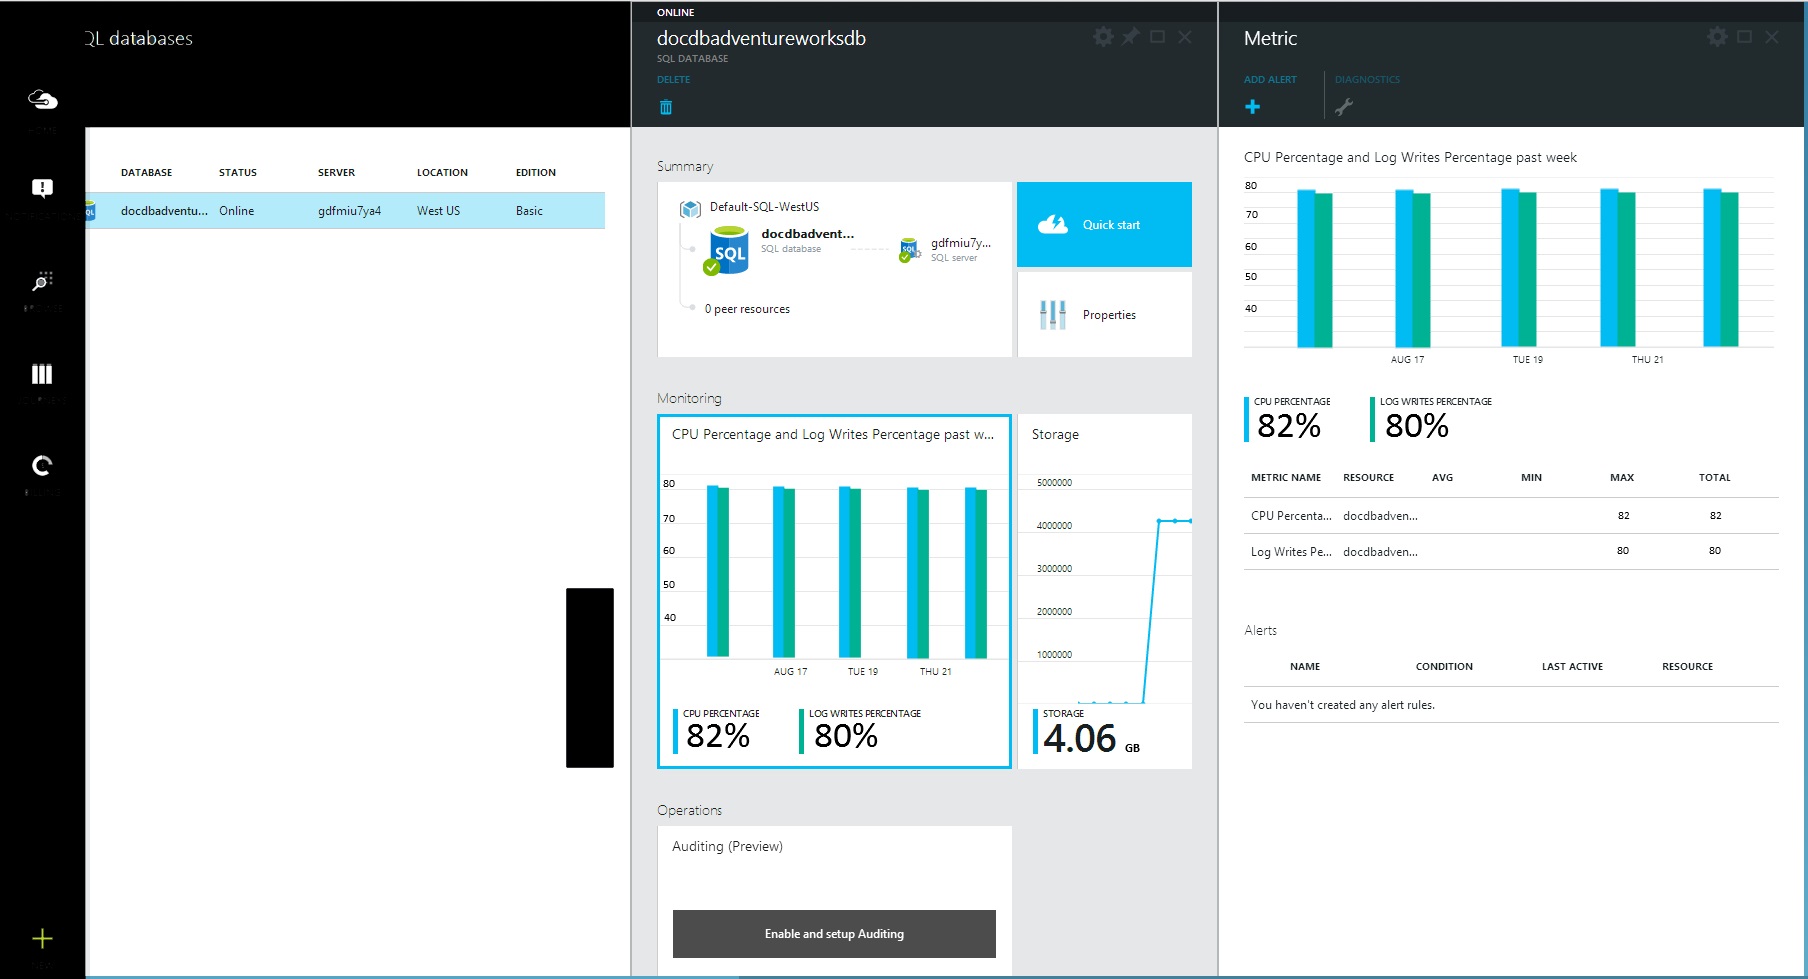 QL databases
DATABASE STATUS SERVER LOCATION EDITION
docdbadventu... Online gdfmiu7ya4 West US Basic
ONLINE
docdbadventureworksdb
SQL DATABASE
DELETE
Summary
Default-SQL-WestUS
SQL
docdbadvent...
SQL database
gdfmiu7y...
SQL server
0 peer resources
Quick start
Properties
Monitoring
CPU Percentage and Log Writes Percentage past w...
80
70
60
50
40
AUG 17 TUE 19 THU 21
CPU PERCENTAGE LOG WRITES PERCENTAGE
82% 80%
Storage
5000000
4000000
3000000
2000000
1000000
STORAGE
4.06 GB
Operations
Auditing (Preview)
Enable and setup Auditing
Metric
ADD ALERT DIAGNOSTICS
CPU Percentage and Log Writes Percentage past week
80
70
60
50
40
AUG 17 TUE 19 THU 21
CPU PERCENTAGE LOG WRITES PERCENTAGE
82% 80%
METRIC NAME RESOURCE AVG MIN MAX TOTAL
CPU Percenta... docdbadven... 82 82
Log Writes Pe... docdbadven... 80 80
Alerts
NAME CONDITION LAST ACTIVE RESOURCE
You haven't created any alert rules.